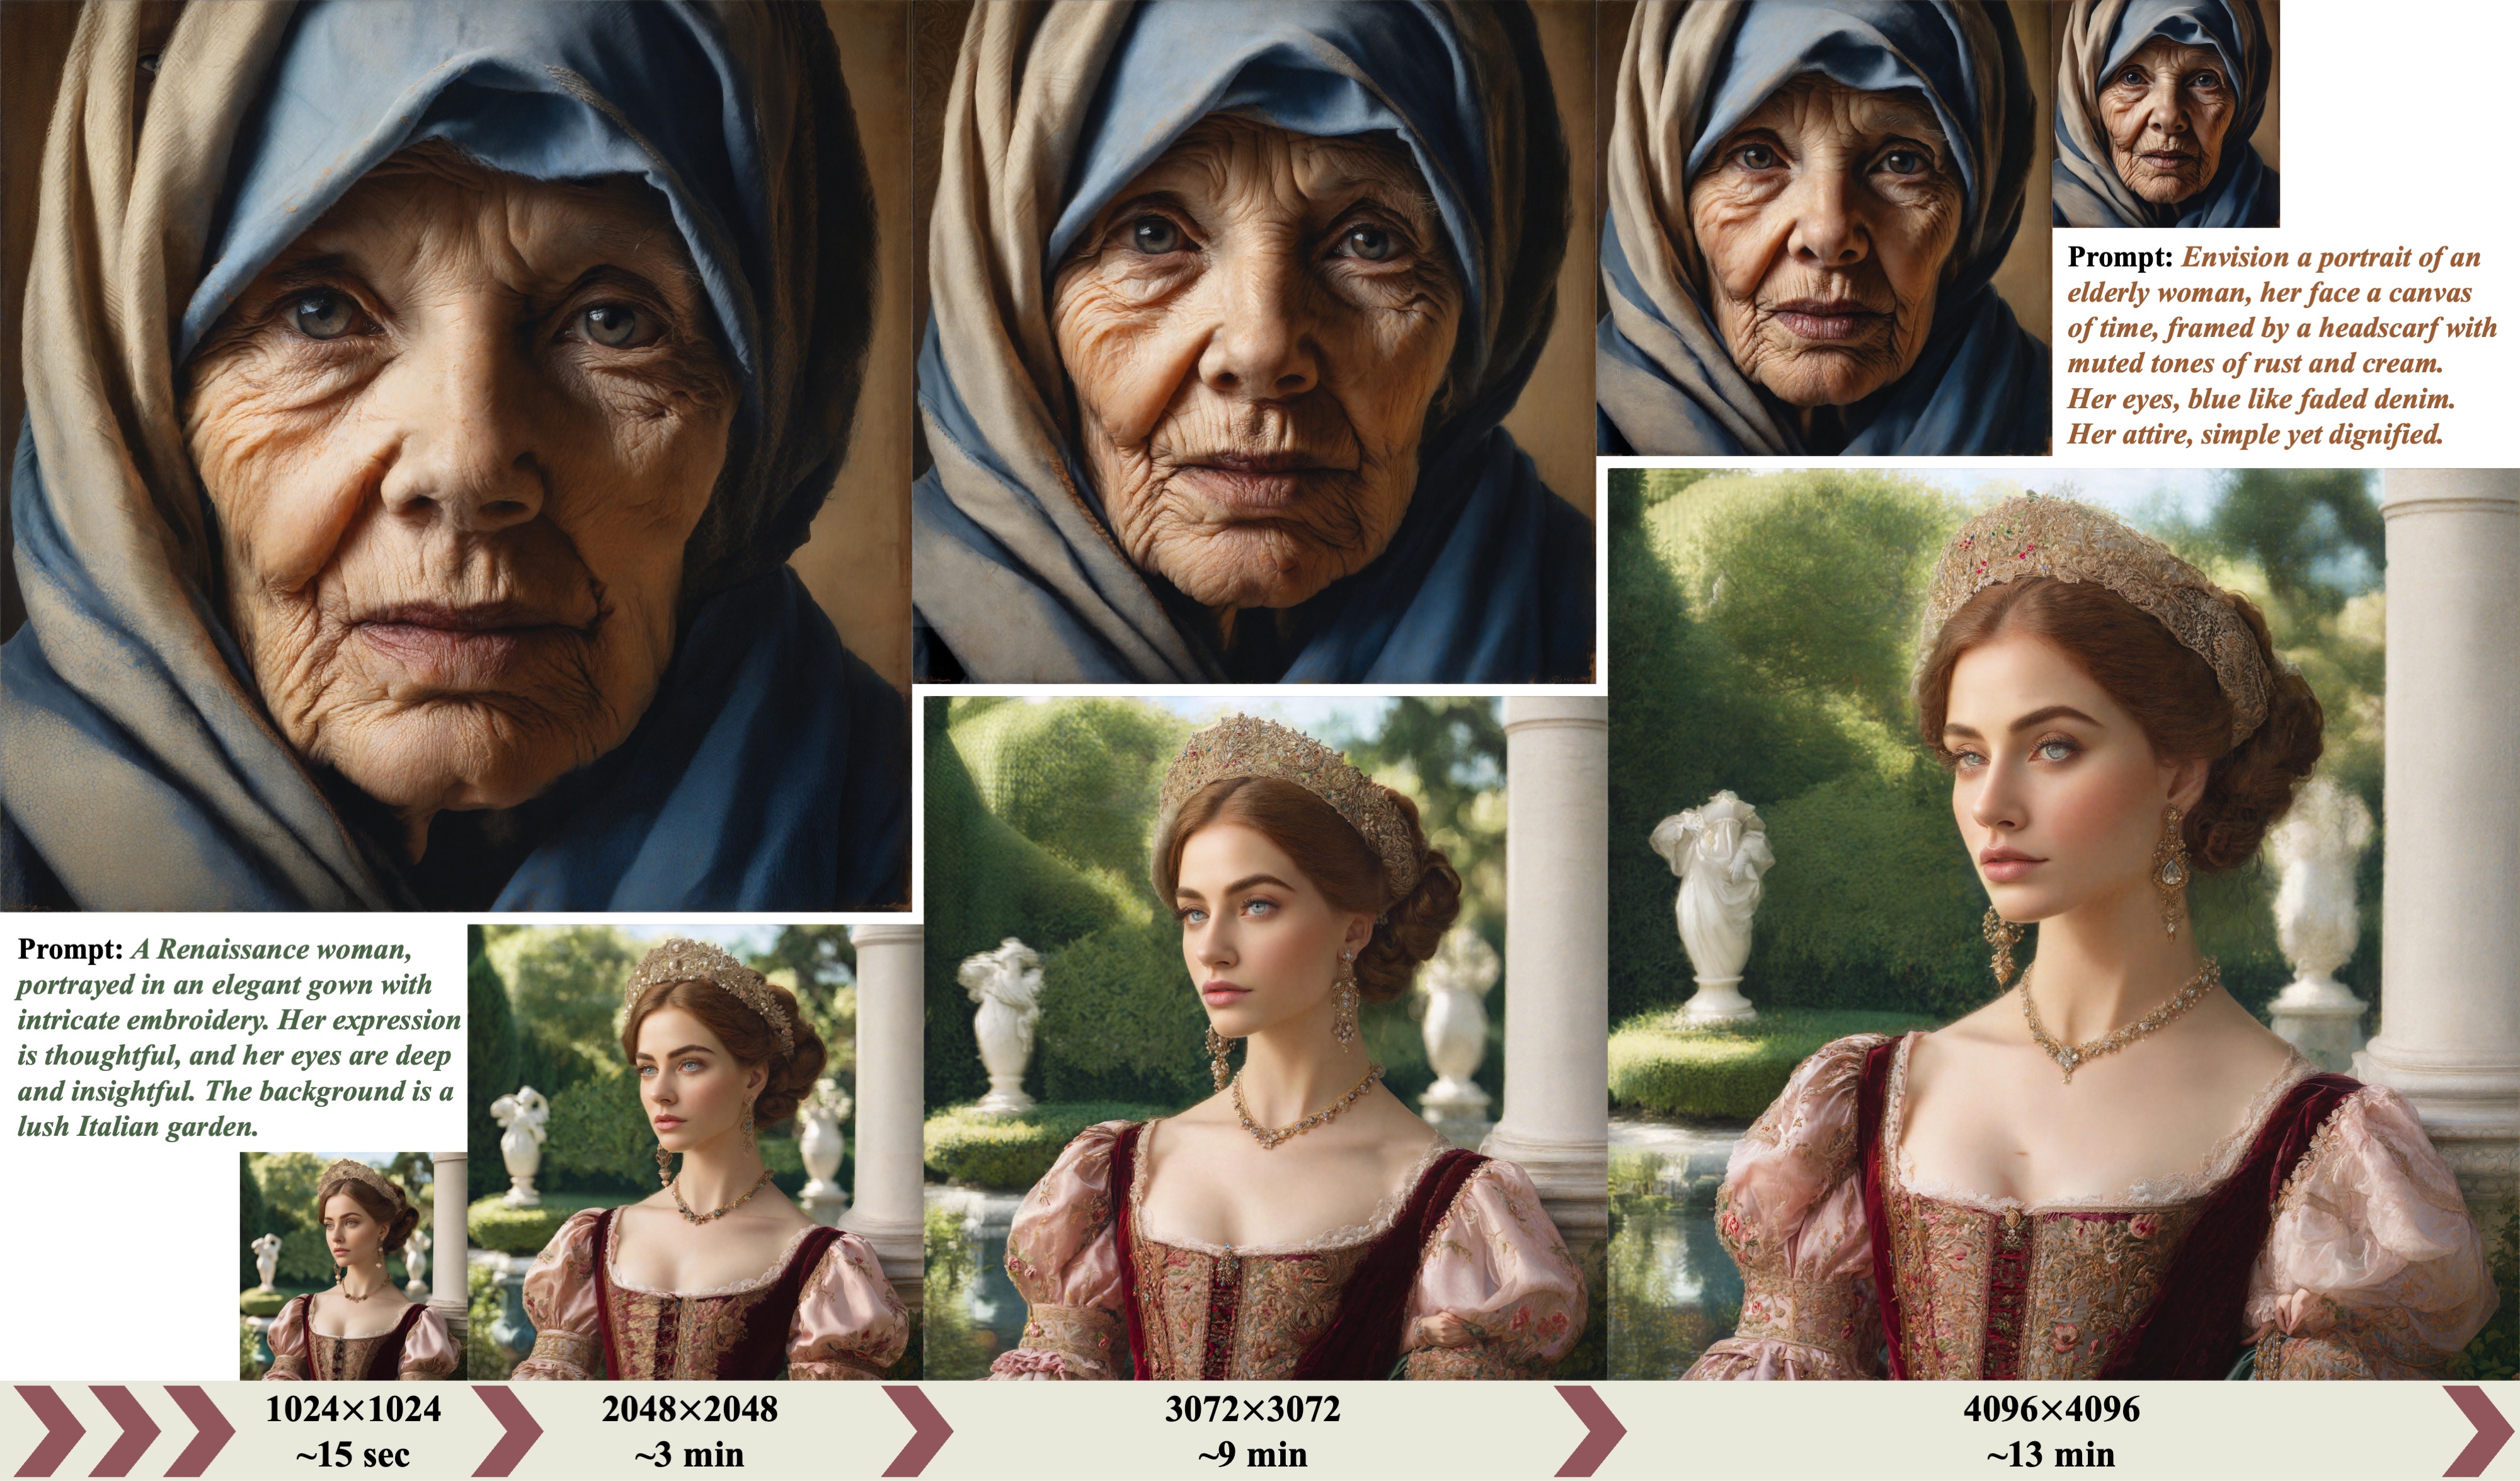 Prompt: Envision a portrait of an
elderly woman, her face a canvas
of time, framed by a headscarf with
muted tones of rust and cream.
Her eyes, blue like faded denim.
Her attire, simple yet dignified.
Prompt: A Renaissance woman,
portrayed in an elegant gown with
intricate embroidery. Her expression
is thoughtful, and her eyes are deep
and insightful. The background is a
lush Italian garden.
1024×1024
~15 sec
2048×2048
~3 min
3072×3072
~9 min
4096×4096
~13 min